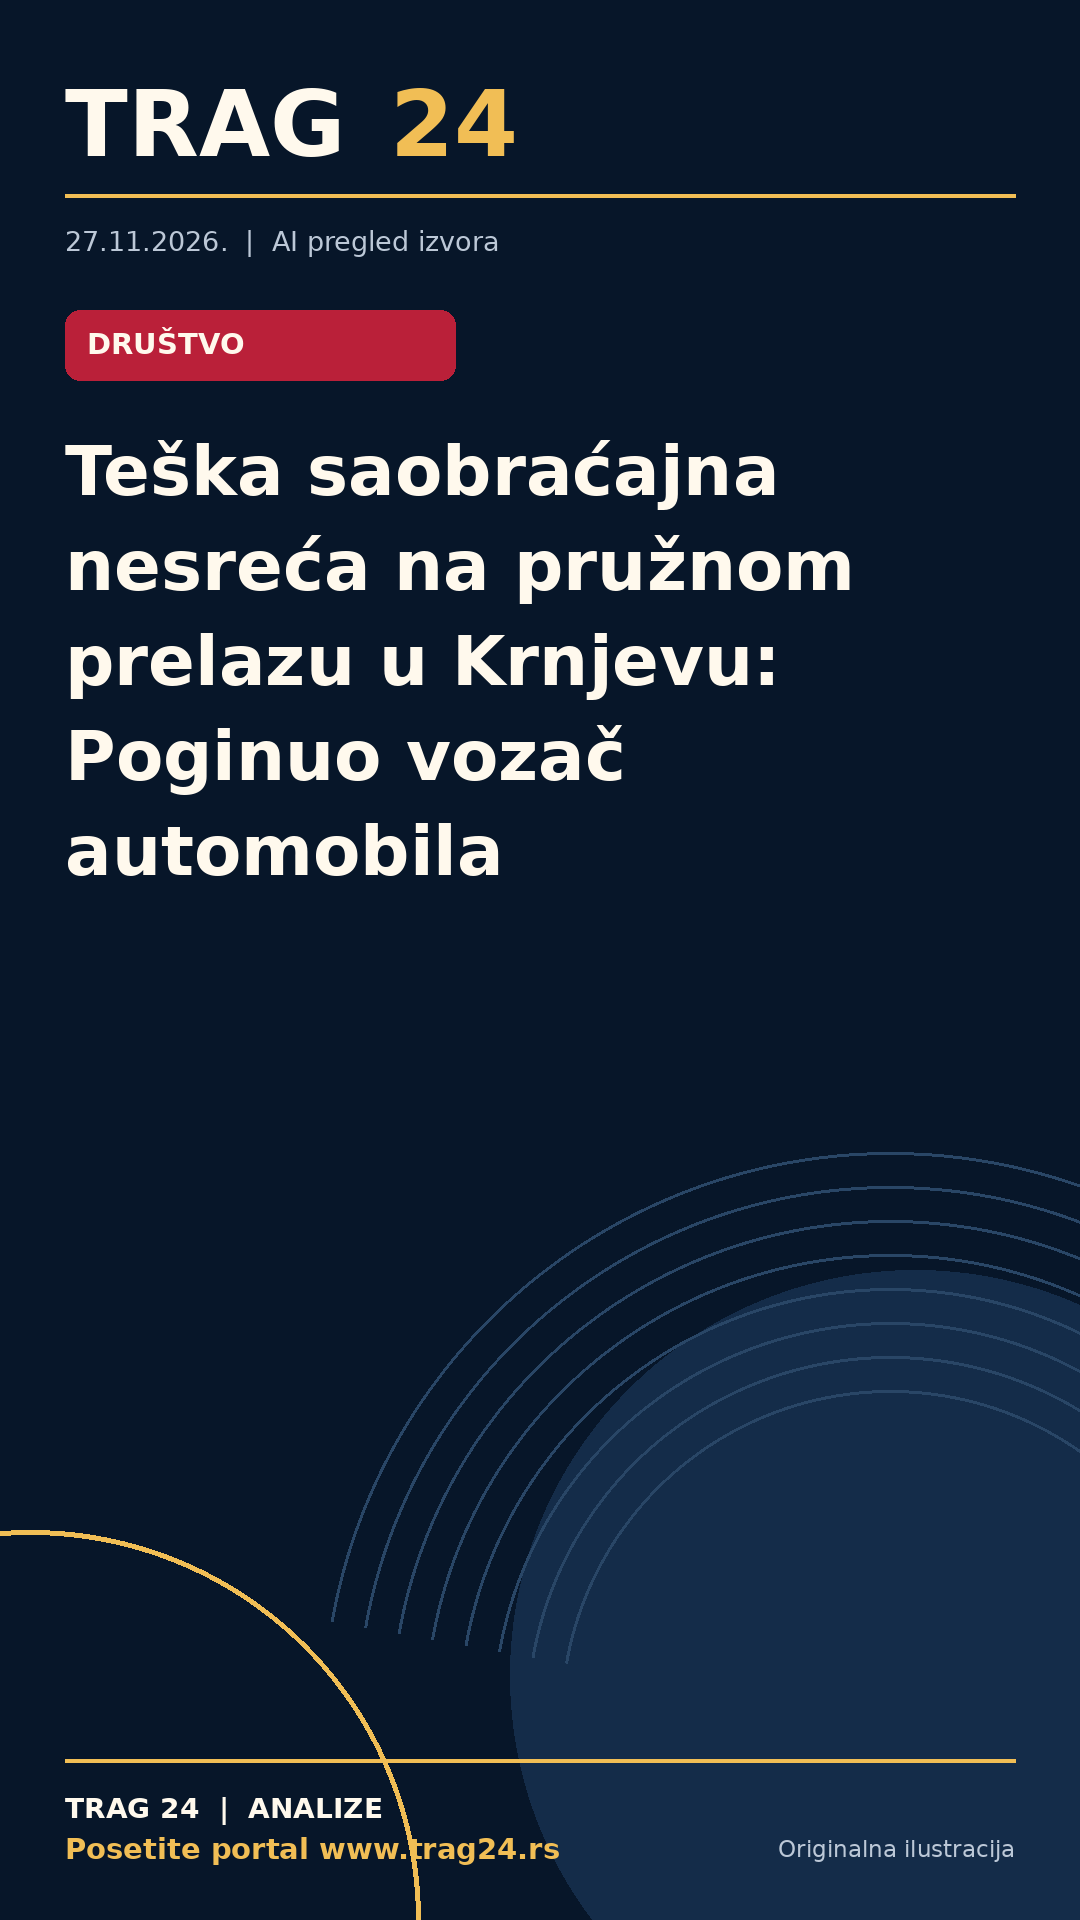 TRAG 24
27.11.2026. | AI pregled izvora
DRUŠTVO
Teška saobraćajna
nesreća na pružnom
prelazu u Krnjevu:
Poginuo vozač
automobila
TRAG 24 | ANALIZE
Posetite portal www.trag24.rs
Originalna ilustracija